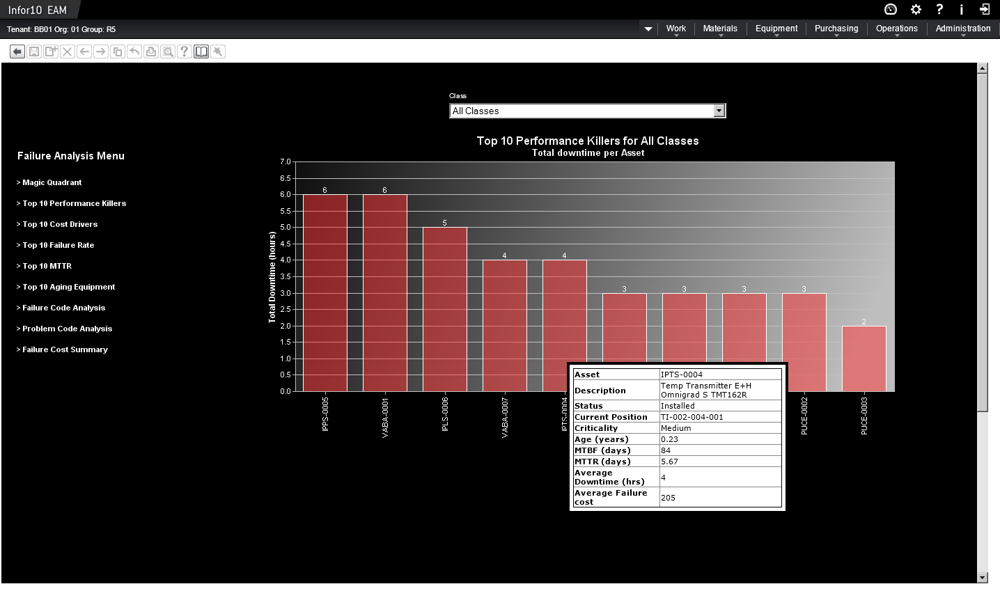 Infor10 EAM
Tenant: BB01 Org: 01 Group: R5
Work Materials Equipment Purchasing Operations Administration
Class
All Classes
Failure Analysis Menu
> Magic Quadrant
> Top 10 Performance Killers
> Top 10 Cost Drivers
> Top 10 Failure Rate
> Top 10 MTTR
> Top 10 Aging Equipment
> Failure Code Analysis
> Problem Code Analysis
> Failure Cost Summary
Top 10 Performance Killers for All Classes
Total downtime per Asset
Total Downtime (hours)
7.0
6.5
6.0
5.5
5.0
4.5
4.0
3.5
3.0
2.5
2.0
1.5
1.0
0.5
0.0
6 6 5 4 4 3 3 3 3 2
IPPS-0005
VABA-0001
IPLS-0006
VABA-0007
IPTS-0004
PUCE-0002
PUCE-0003
Asset IPTS-0004
Description Temp Transmitter E+H
Omnigrad S TMT162R
Status Installed
Current Position TI-002-004-001
Criticality Medium
Age (years) 0.23
MTBF (days) 84
MTTR (days) 5.67
Average
Downtime (hrs) 4
Average Failure
cost 205